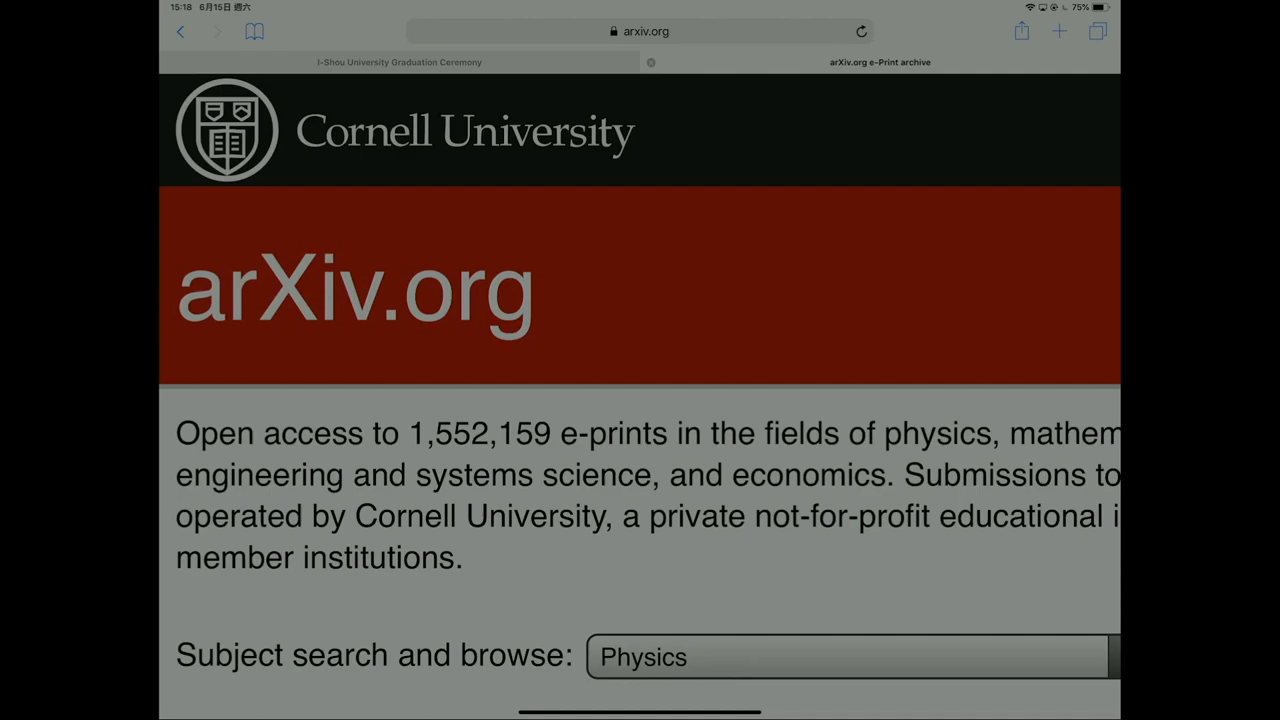 15:18 6月15日 週六
75%
arxiv.org
I-Shou University Graduation Ceremony
arXiv.org e-Print archive
Cornell University
arXiv.org
Open access to 1,552,159 e-prints in the fields of physics, mathem
engineering and systems science, and economics. Submissions to
operated by Cornell University, a private not-for-profit educational i
member institutions.
Subject search and browse: Physics